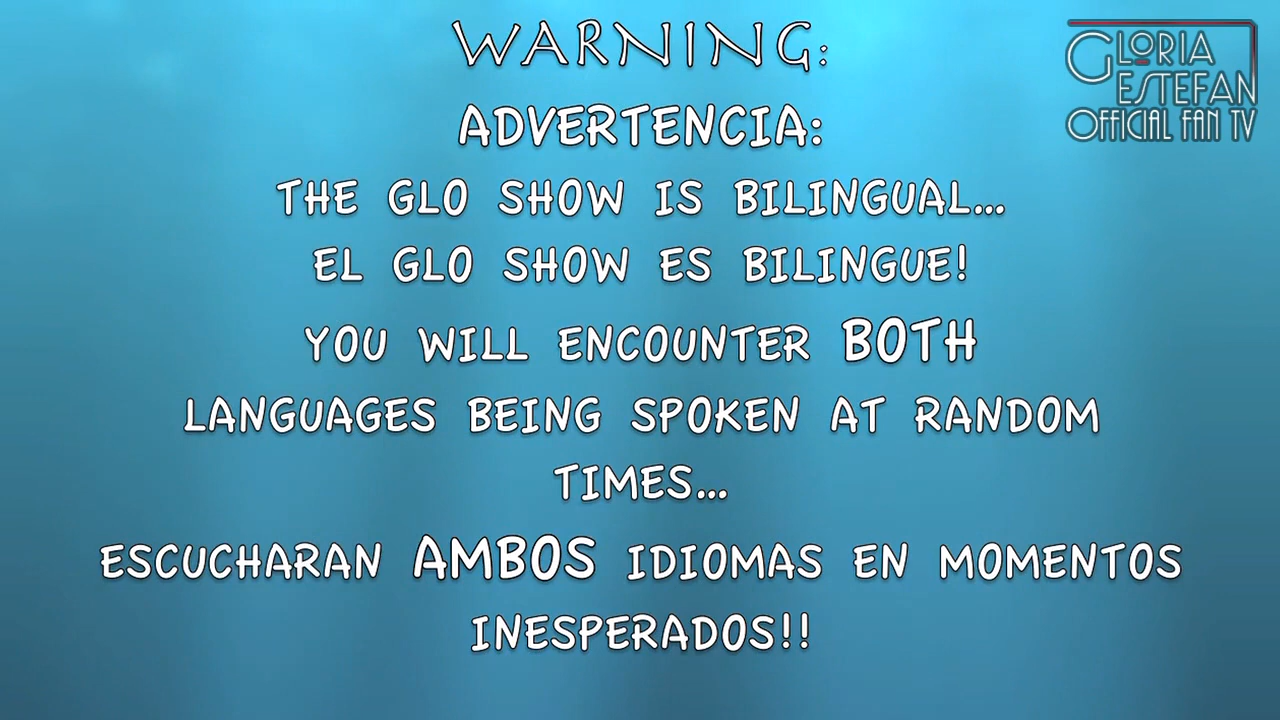 WARNING:
ADVERTENCIA:
THE GLO SHOW IS BILINGUAL...
EL GLO SHOW ES BILINGUE!
YOU WILL ENCOUNTER BOTH
LANGUAGES BEING SPOKEN AT RANDOM
TIMES...
ESCUCHARAN AMBOS IDIOMAS EN MOMENTOS
INESPERADOS!!
GLORIA
ESTEFAN
OFFICIAL FAN TV